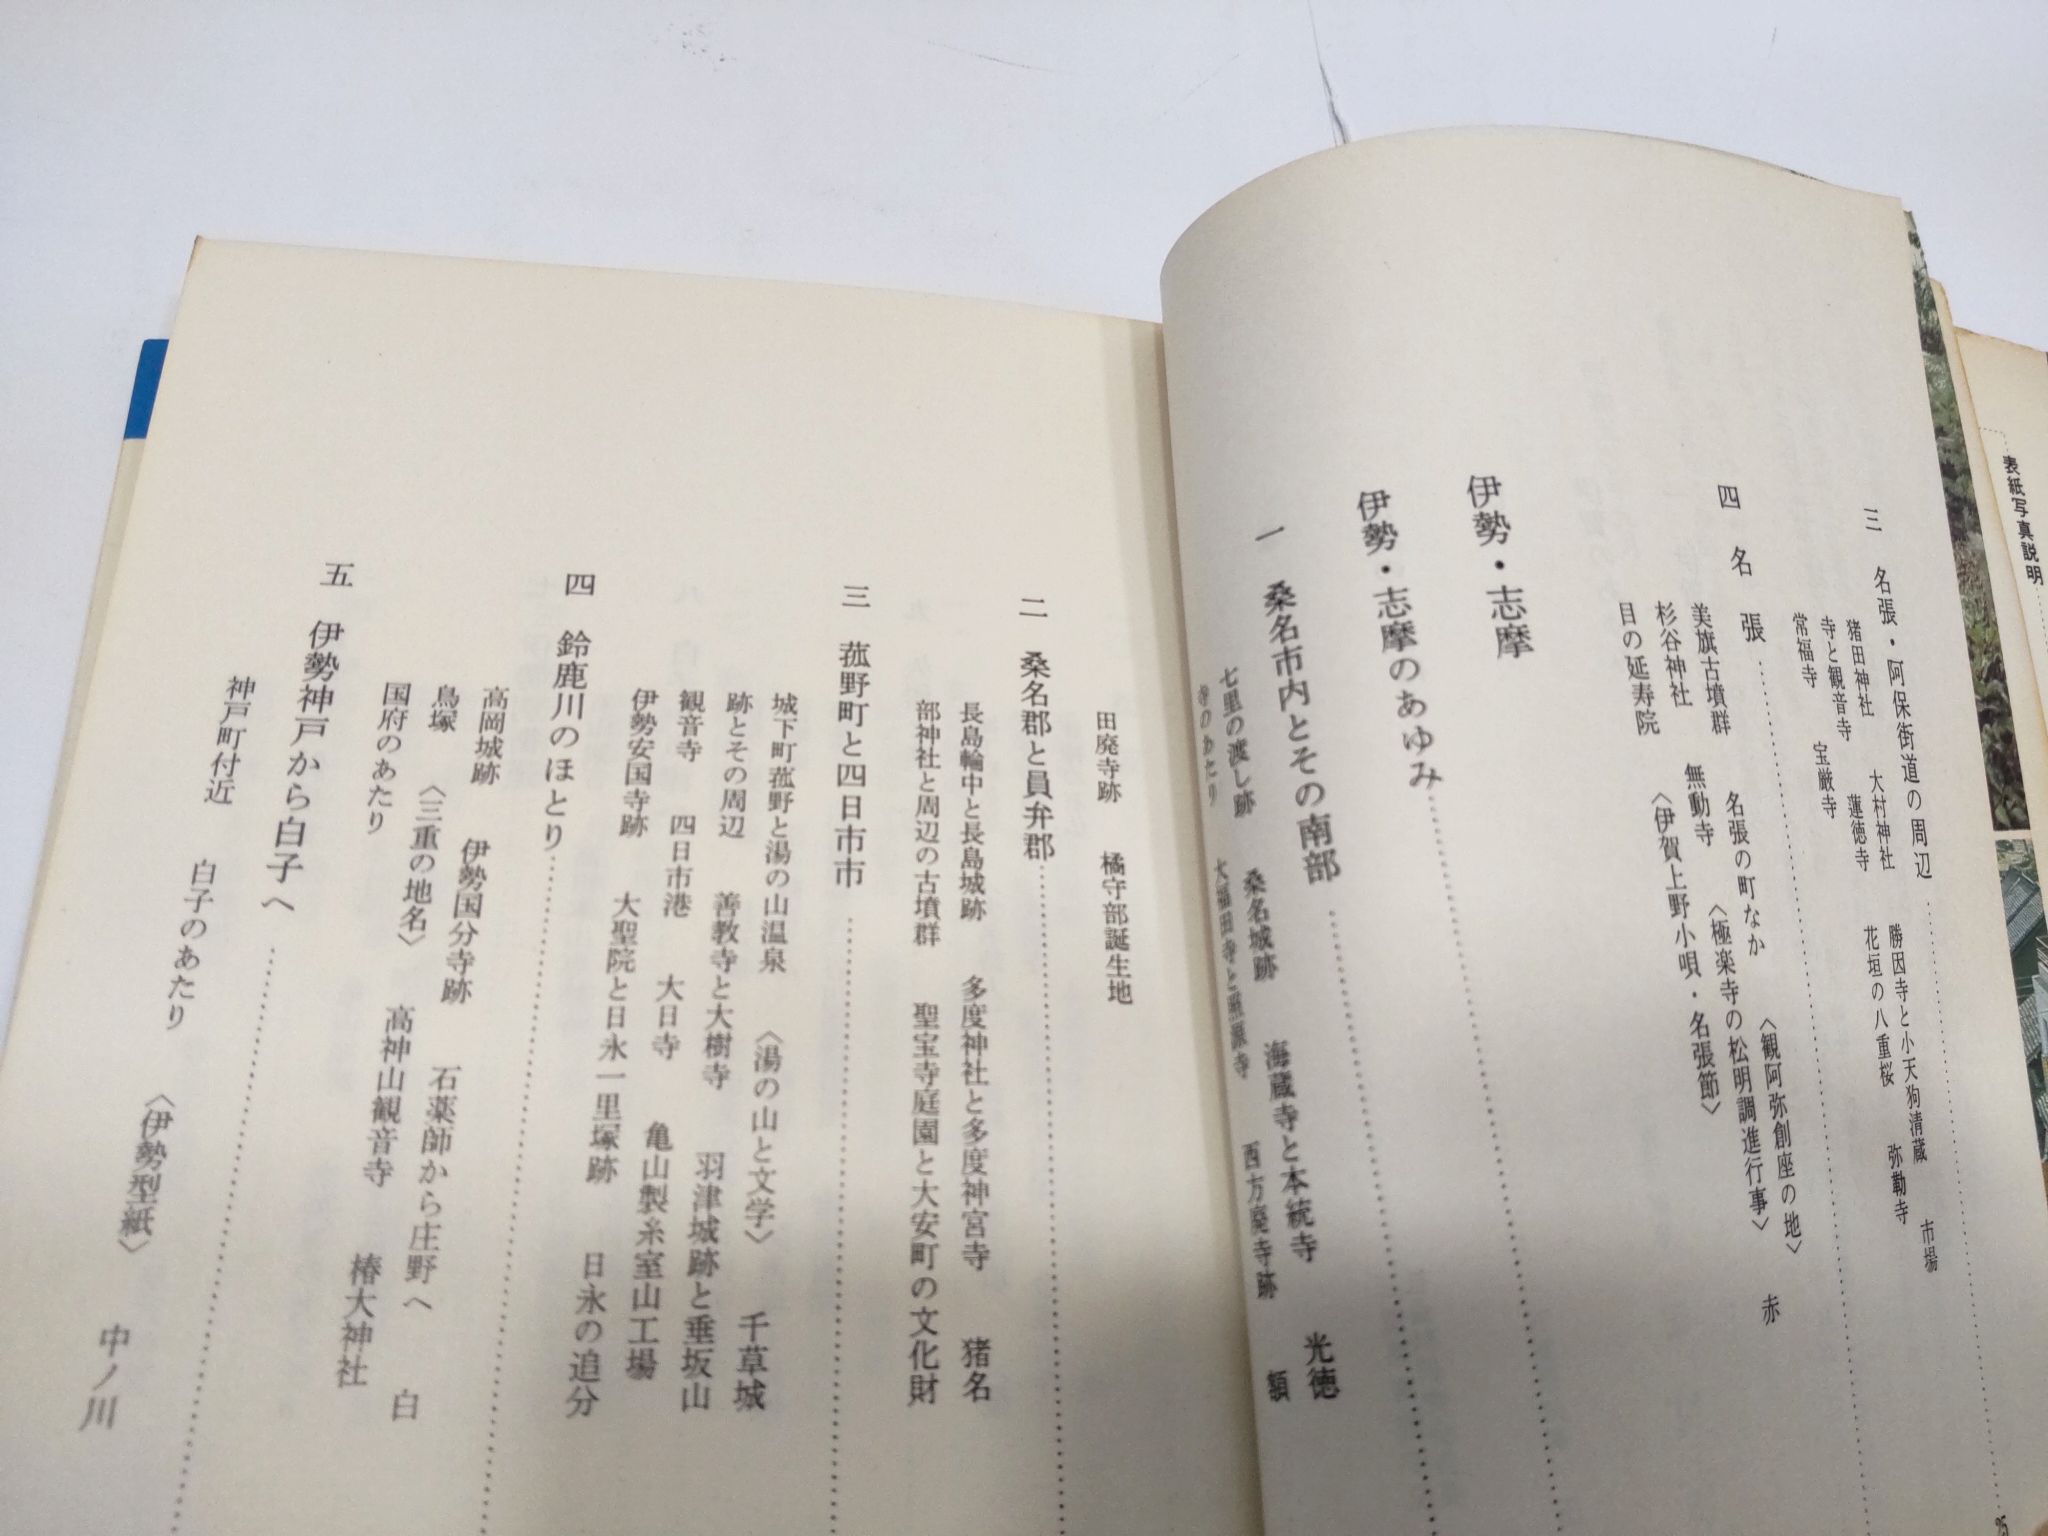 表紙写真説明
三 名張・阿保街道の周辺
猪田神社 大村神社 勝因寺と小天狗清蔵 市場
寺と観音寺 蓮徳寺 花垣の八重桜 弥勒寺
常福寺 宝厳寺
四 名張
名張の町なか 〈観阿弥創座の地〉 赤
美旗古墳群 無動寺 〈極楽寺の松明調進行事〉
杉谷神社 〈伊賀上野小唄・名張節〉
目の延寿院
伊勢・志摩
伊勢・志摩のあゆみ
一 桑名市内とその南部
七里の渡し跡 桑名城跡 海蔵寺と本統寺 光徳
寺のあたり 大福田寺と照源寺 西方廃寺跡 額
田廃寺跡 橘守部誕生地
二 桑名郡と員弁郡
長島輪中と長島城跡 多度神社と多度神宮寺 猪名
部神社と周辺の古墳群 聖宝寺庭園と大安町の文化財
三 菰野町と四日市市
城下町菰野と湯の山温泉 〈湯の山と文学〉 千草城
跡とその周辺 善教寺と大樹寺 羽津城跡と垂坂山
観音寺 四日市港 大日寺 亀山製糸室山工場
伊勢安国寺跡 大聖院と日永一里塚跡 日永の追分
四 鈴鹿川のほとり
高岡城跡 伊勢国分寺跡 石薬師から庄野へ 白
鳥塚 〈三重の地名〉 高神山観音寺 椿大神社
国府のあたり
五 伊勢神戸から白子へ
神戸町付近 白子のあたり 〈伊勢型紙〉 中ノ川